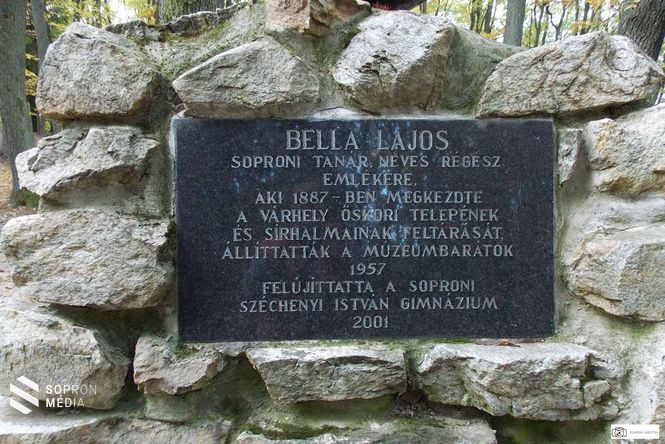 BELLA LAJOS
SOPRONI TANÁR, NEVES RÉGÉSZ
EMLÉKÉRE,
AKI 1887-BEN MEGKEZDTE
A VÁRHELY ŐSKORI TELEPÉNEK
ÉS SÍRHALMAINAK FELTÁRÁSÁT
ÁLLÍTTATTÁK A MÚZEUMBARÁTOK
1957
FELÚJÍTTATTA A SOPRONI
SZÉCHENYI ISTVÁN GIMNÁZIUM
2001
SOPRON
MÉDIA